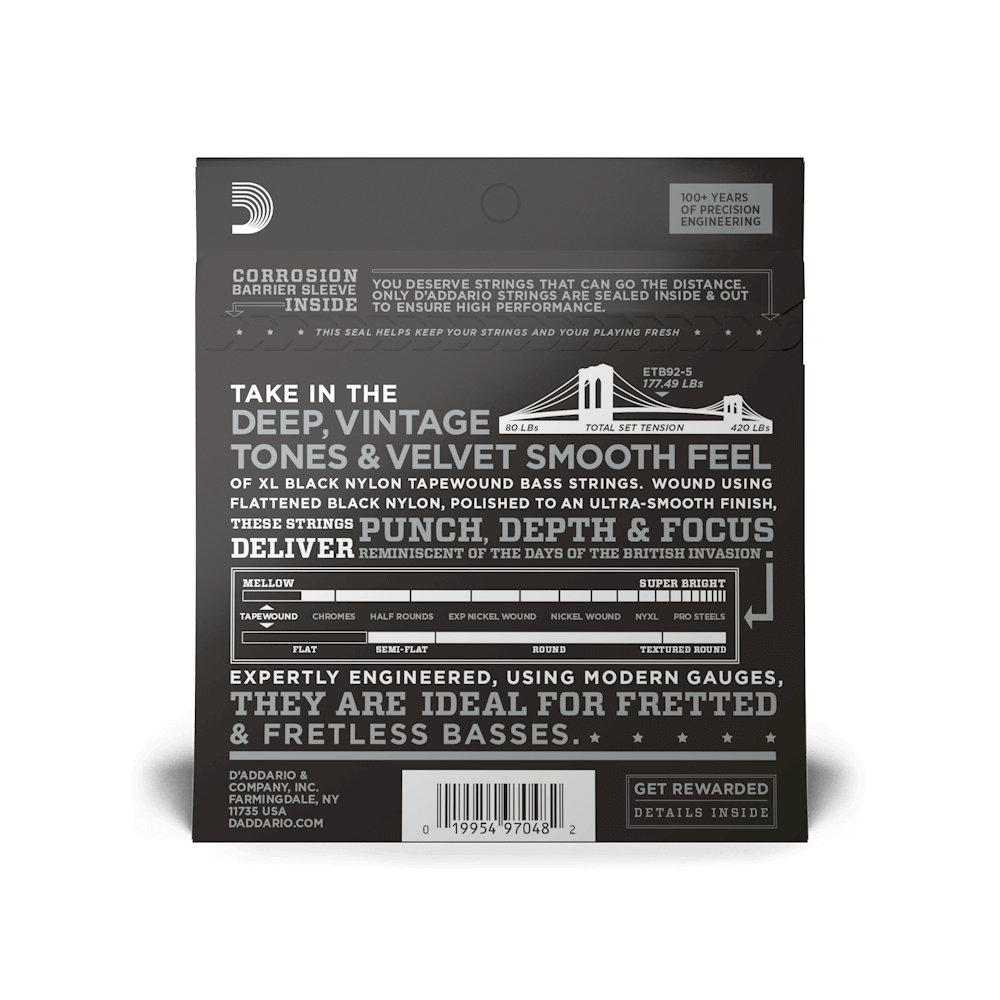 100+ YEARS
OF PRECISION
ENGINEERING
CORROSION
BARRIER SLEEVE
INSIDE
YOU DESERVE STRINGS THAT CAN GO THE DISTANCE.
ONLY D'ADDARIO STRINGS ARE SEALED INSIDE & OUT
TO ENSURE HIGH PERFORMANCE.
THIS SEAL HELPS KEEP YOUR STRINGS AND YOUR PLAYING FRESH
ETB92-5
177.49 LBs
80 LBs TOTAL SET TENSION 420 LBs
TAKE IN THE
DEEP, VINTAGE
TONES & VELVET SMOOTH FEEL
OF XL BLACK NYLON TAPEWOUND BASS STRINGS. WOUND USING
FLATTENED BLACK NYLON, POLISHED TO AN ULTRA-SMOOTH FINISH,
THESE STRINGS
DELIVER
PUNCH, DEPTH & FOCUS
REMINISCENT OF THE DAYS OF THE BRITISH INVASION
MELLOW SUPER BRIGHT
TAPEWOUND CHROMES HALF ROUNDS EXP NICKEL WOUND NICKEL WOUND NYXL PRO STEELS
FLAT SEMI-FLAT ROUND TEXTURED ROUND
EXPERTLY ENGINEERED, USING MODERN GAUGES,
THEY ARE IDEAL FOR FRETTED
& FRETLESS BASSES.
D'ADDARIO &
COMPANY, INC.
FARMINGDALE, NY
11735 USA
DADDARIO.COM
0 19954 97048 2
GET REWARDED
DETAILS INSIDE